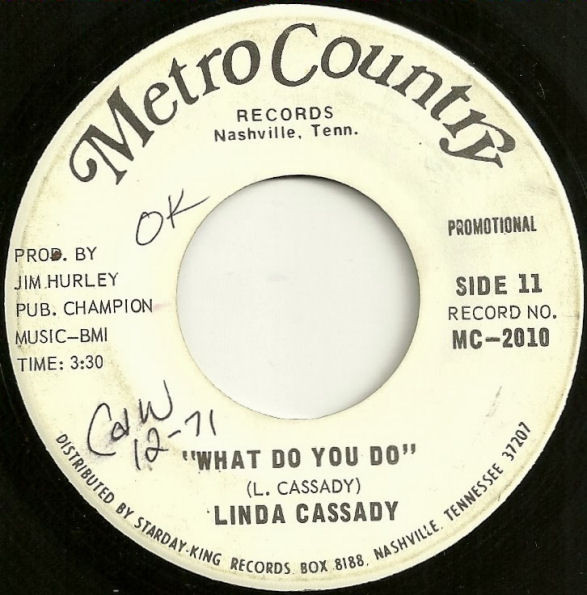 Metro Country
RECORDS
Nashville, Tenn.
OK
PROMOTIONAL
PROD. BY
JIM HURLEY
PUB. CHAMPION
MUSIC-BMI
TIME: 3:30
SIDE 11
RECORD NO.
MC-2010
C&W
12-71
"WHAT DO YOU DO"
(L. CASSADY)
LINDA CASSADY
DISTRIBUTED BY STARDAY-KING RECORDS BOX 8188, NASHVILLE, TENNESSEE 37207